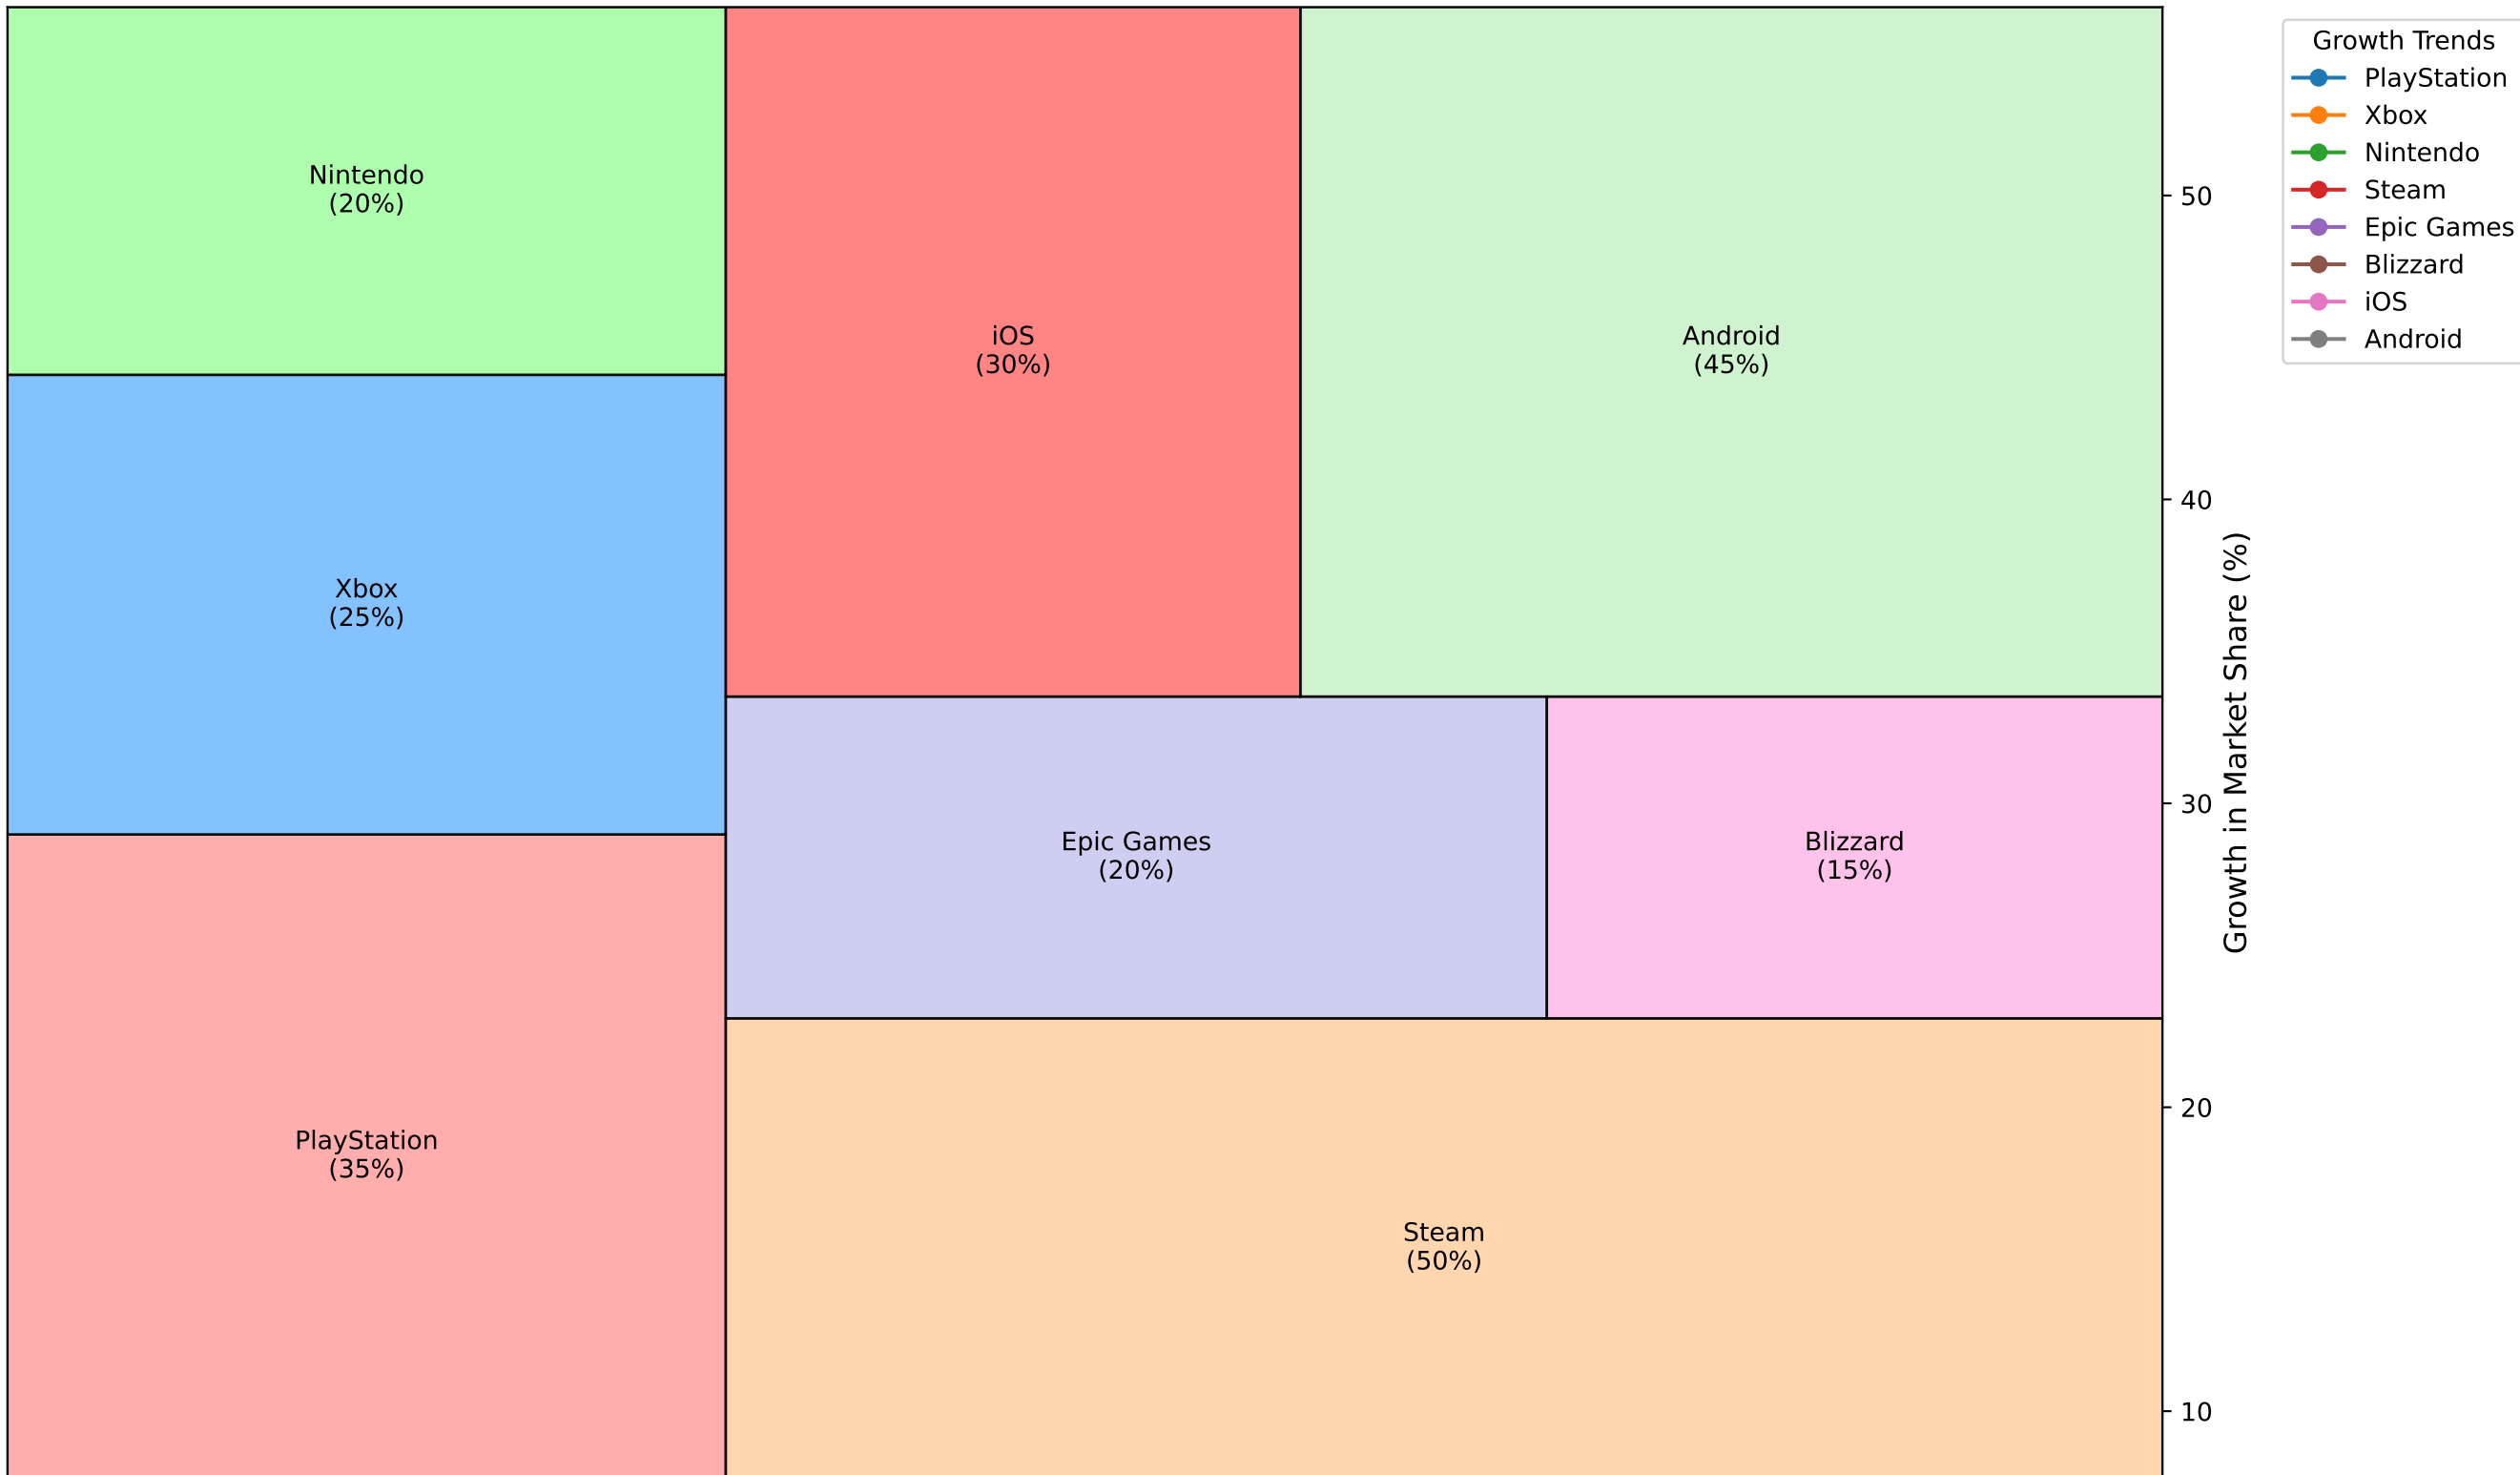 Nintendo
(20%)
Xbox
(25%)
PlayStation
(35%)
iOS
(30%)
Android
(45%)
Epic Games
(20%)
Blizzard
(15%)
Steam
(50%)
50
40
30
20
10
Growth in Market Share (%)
Growth Trends
PlayStation
Xbox
Nintendo
Steam
Epic Games
Blizzard
iOS
Android